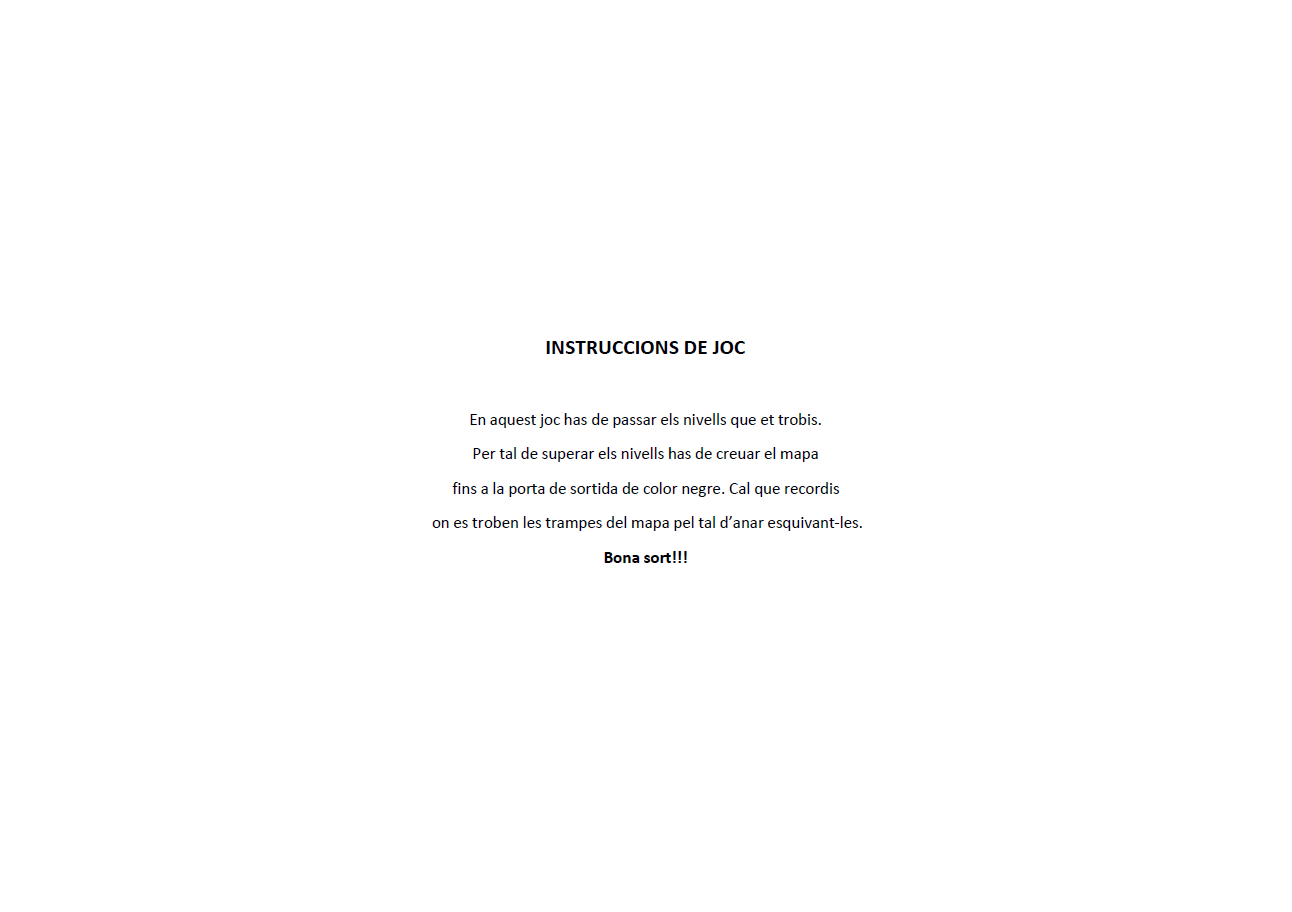 INSTRUCCIONS DE JOC
En aquest joc has de passar els nivells que et trobis.
Per tal de superar els nivells has de creuar el mapa
fins a la porta de sortida de color negre. Cal que recordis
on es troben les trampes del mapa pel tal d’anar esquivant-les.
Bona sort!!!